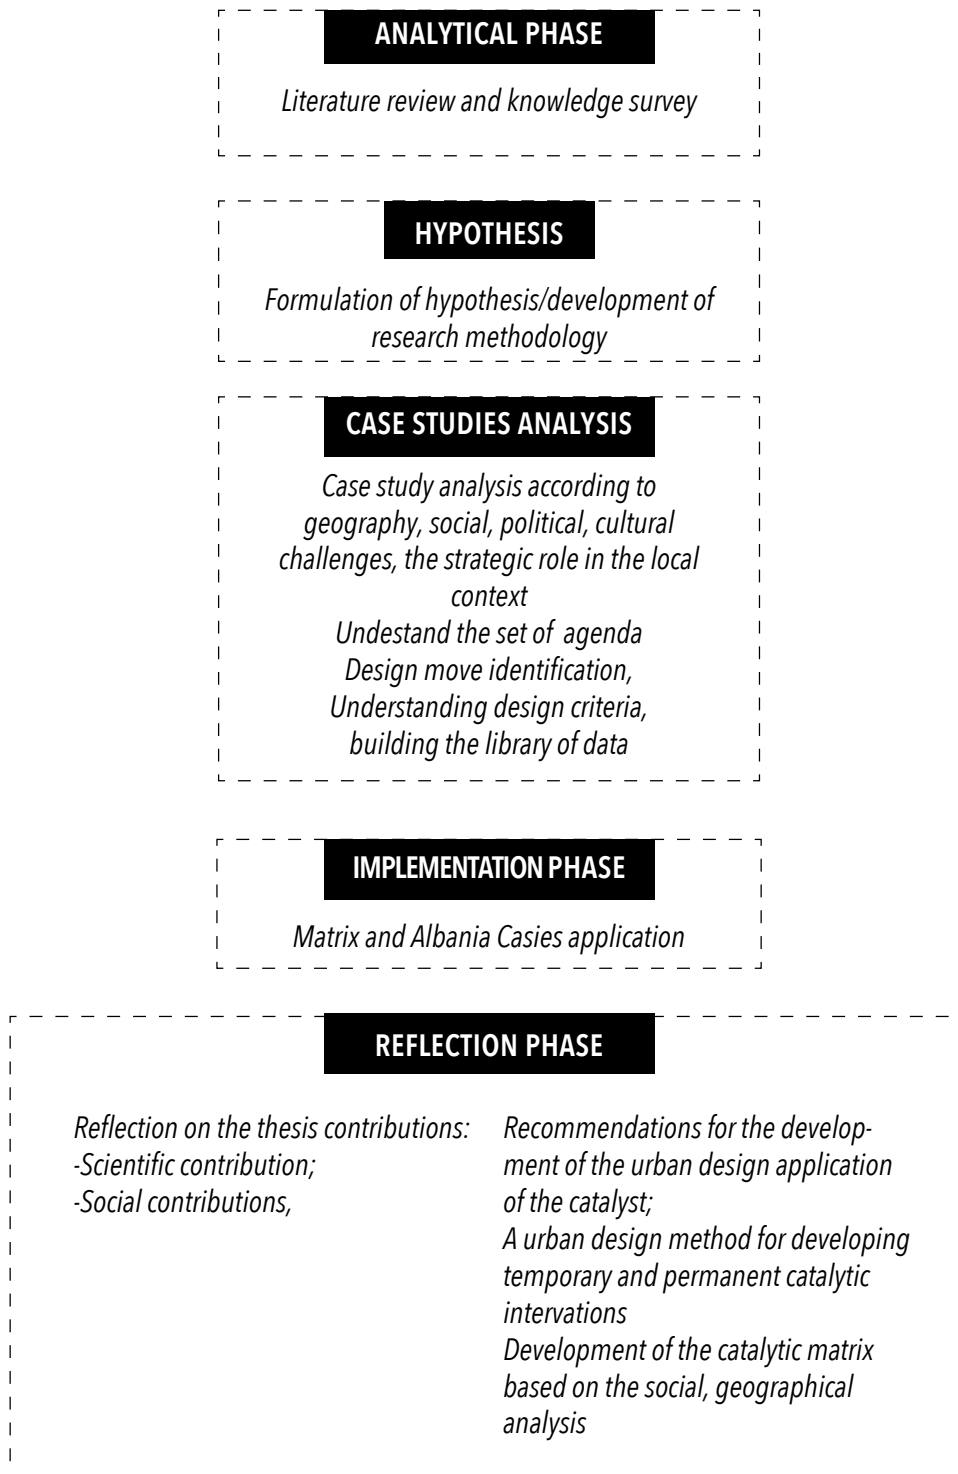 ANALYTICAL PHASE
Literature review and knowledge survey
HYPOTHESIS
Formulation of hypothesis/development of
research methodology
CASE STUDIES ANALYSIS
Case study analysis according to
geography, social, political, cultural
challenges, the strategic role in the local
context
Undestand the set of agenda
Design move identification,
Understanding design criteria,
building the library of data
IMPLEMENTATION PHASE
Matrix and Albania Casies application
REFLECTION PHASE
Reflection on the thesis contributions:
-Scientific contribution;
-Social contributions,
Recommendations for the develop-
ment of the urban design application
of the catalyst;
A urban design method for developing
temporary and permanent catalytic
intervations
Development of the catalytic matrix
based on the social, geographical
analysis